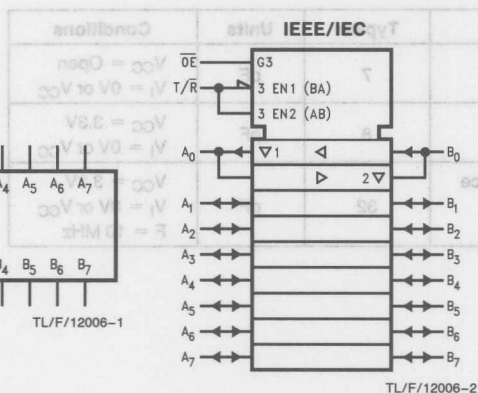 IEEE/IEC
O̅E̅
G3
T/R̅
3 EN1 (BA)
3 EN2 (AB)
A₀ ▽1 ◁ B₀
▷ 2▽
A₁ B₁
A₂ B₂
A₃ B₃
A₄ B₄
A₅ B₅
A₆ B₆
A₇ B₇
TL/F/12006-2
A₄ A₅ A₆ A₇
B₄ B₅ B₆ B₇
TL/F/12006-1